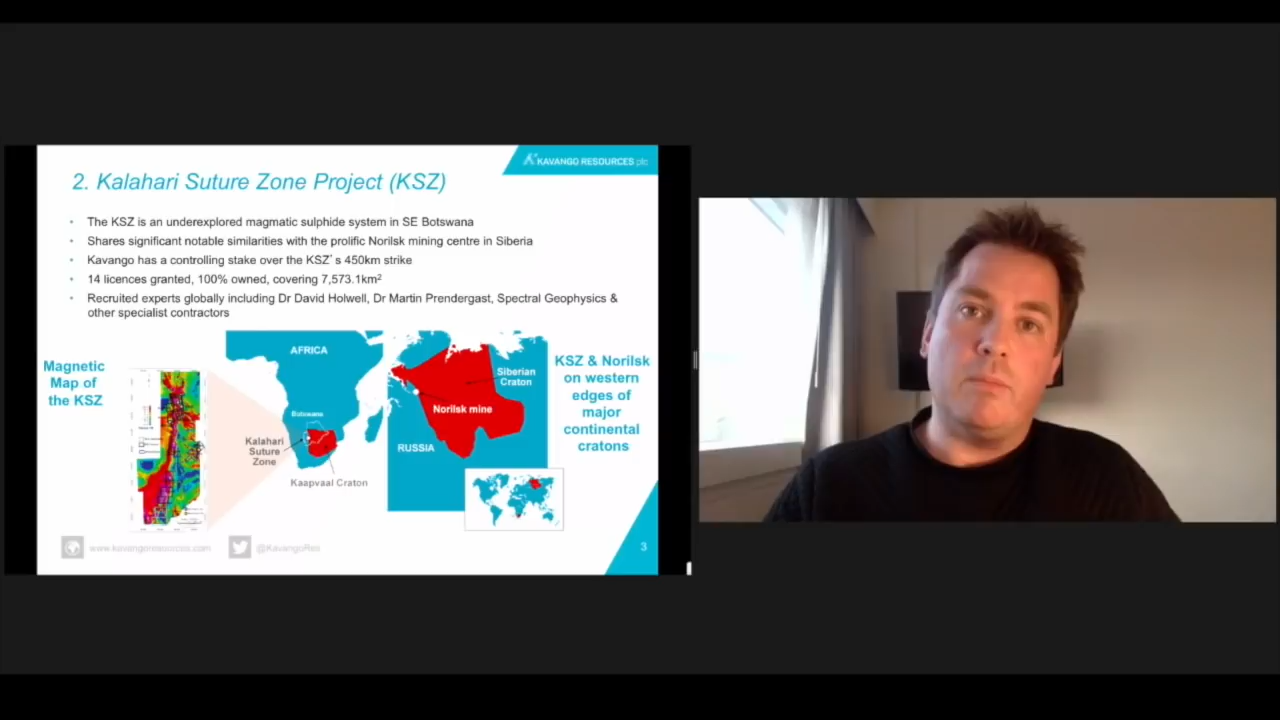 KAVANGO RESOURCES plc
2. Kalahari Suture Zone Project (KSZ)
• The KSZ is an underexplored magmatic sulphide system in SE Botswana
• Shares significant notable similarities with the prolific Norilsk mining centre in Siberia
• Kavango has a controlling stake over the KSZ's 450km strike
• 14 licences granted, 100% owned, covering 7,573.1km²
• Recruited experts globally including Dr David Holwell, Dr Martin Prendergast, Spectral Geophysics &
other specialist contractors
Magnetic
Map of
the KSZ
AFRICA
Botswana
Kalahari
Suture
Zone
Kaapvaal Craton
Siberian
Craton
Norilsk mine
RUSSIA
KSZ & Norilsk
on western
edges of
major
continental
cratons
www.kavangoresources.com
@KavangoRes
3